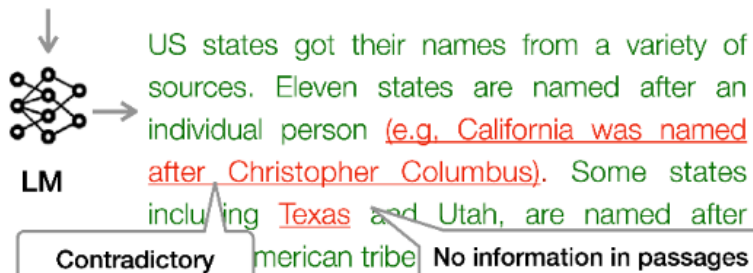 US states got their names from a variety of
sources. Eleven states are named after an
individual person (e.g, California was named
after Christopher Columbus). Some states
including Texas and Utah, are named after
merican tribe
LM
Contradictory
No information in passages